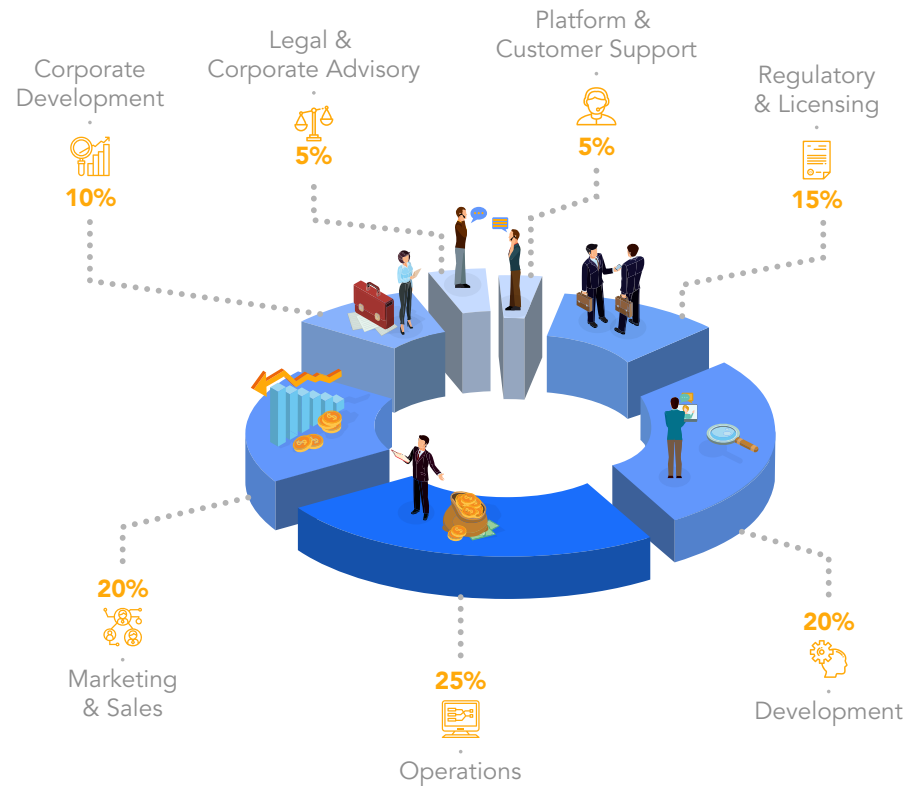 Platform &
Customer Support
5%
Legal &
Corporate Advisory
5%
Corporate
Development
10%
Regulatory
& Licensing
15%
20%
Marketing
& Sales
25%
Operations
20%
Development